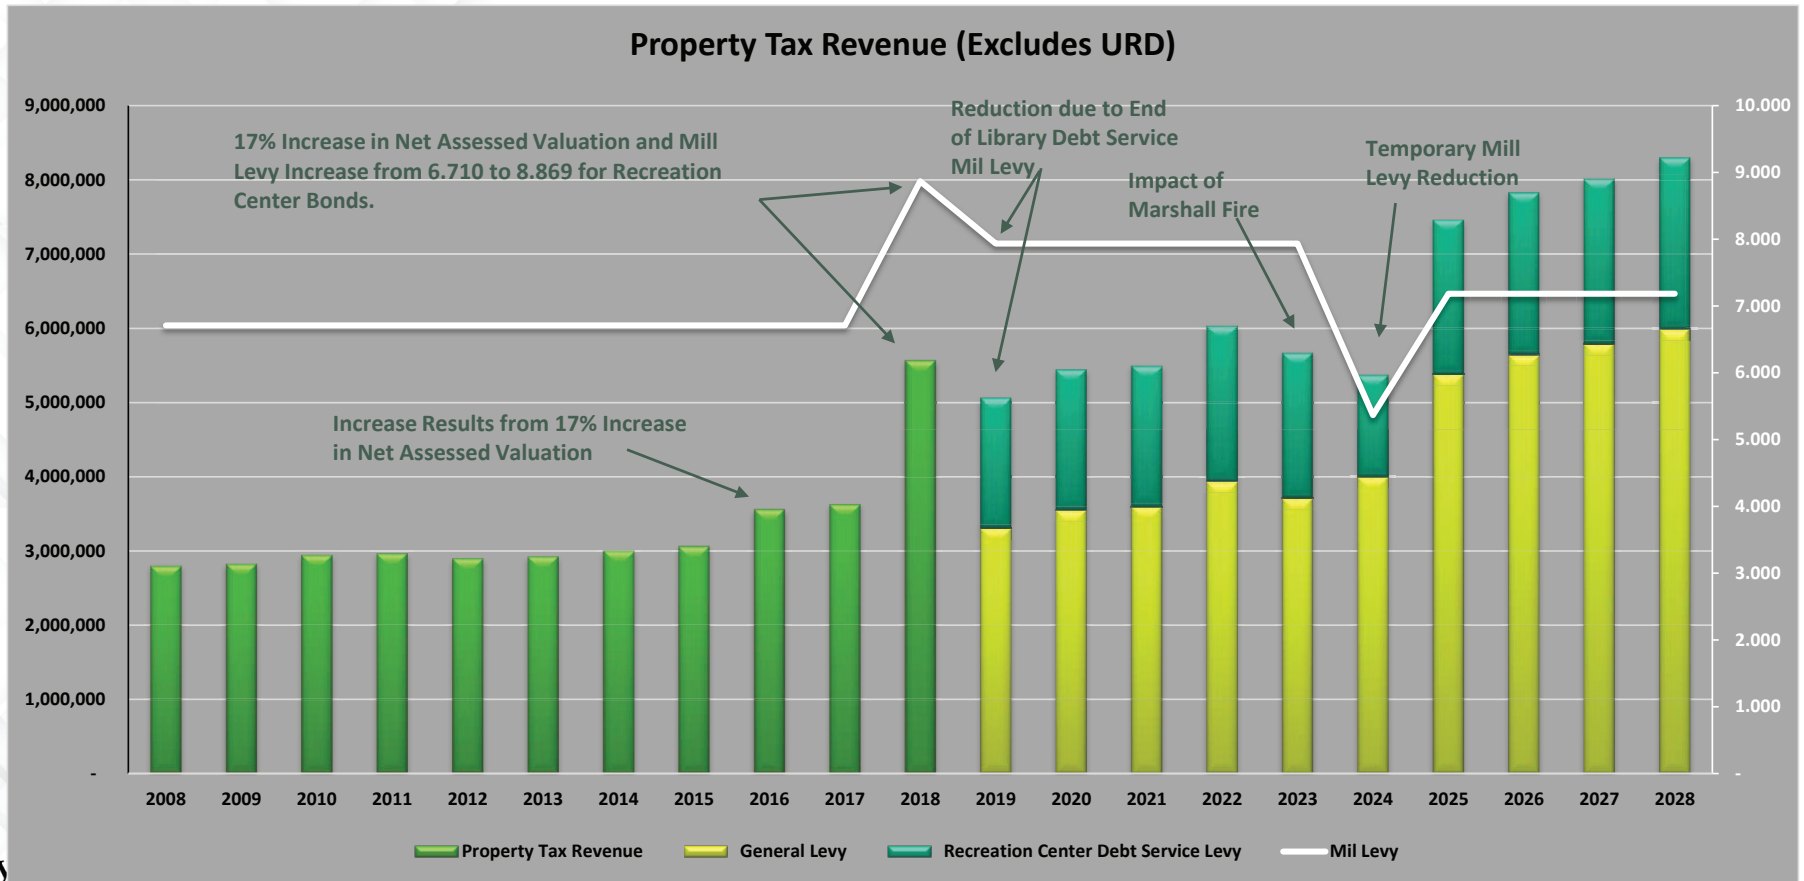 Property Tax Revenue (Excludes URD)
9,000,000
8,000,000
7,000,000
6,000,000
5,000,000
4,000,000
3,000,000
2,000,000
1,000,000
-
10.000
9.000
8.000
7.000
6.000
5.000
4.000
3.000
2.000
1.000
-
17% Increase in Net Assessed Valuation and Mill
Levy Increase from 6.710 to 8.869 for Recreation
Center Bonds.
Reduction due to End
of Library Debt Service
Mil Levy
Impact of
Marshall Fire
Temporary Mill
Levy Reduction
Increase Results from 17% Increase
in Net Assessed Valuation
2008 2009 2010 2011 2012 2013 2014 2015 2016 2017 2018 2019 2020 2021 2022 2023 2024 2025 2026 2027 2028
Property Tax Revenue General Levy Recreation Center Debt Service Levy Mil Levy
y